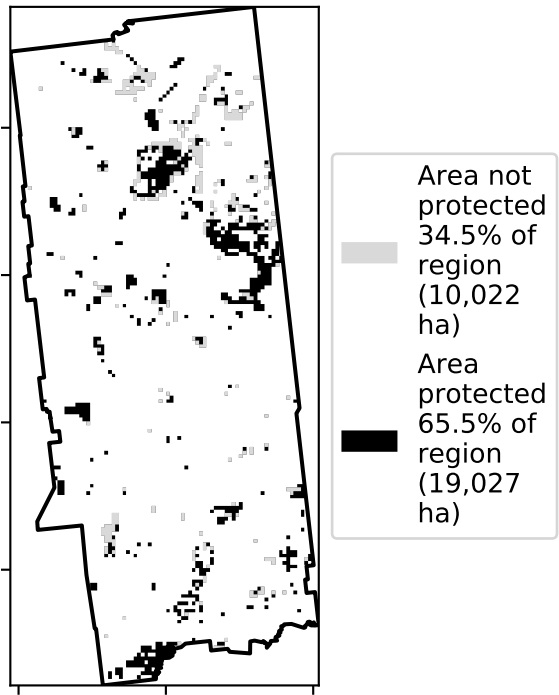 Area not
protected
34.5% of
region
(10,022
ha)
Area
protected
65.5% of
region
(19,027
ha)